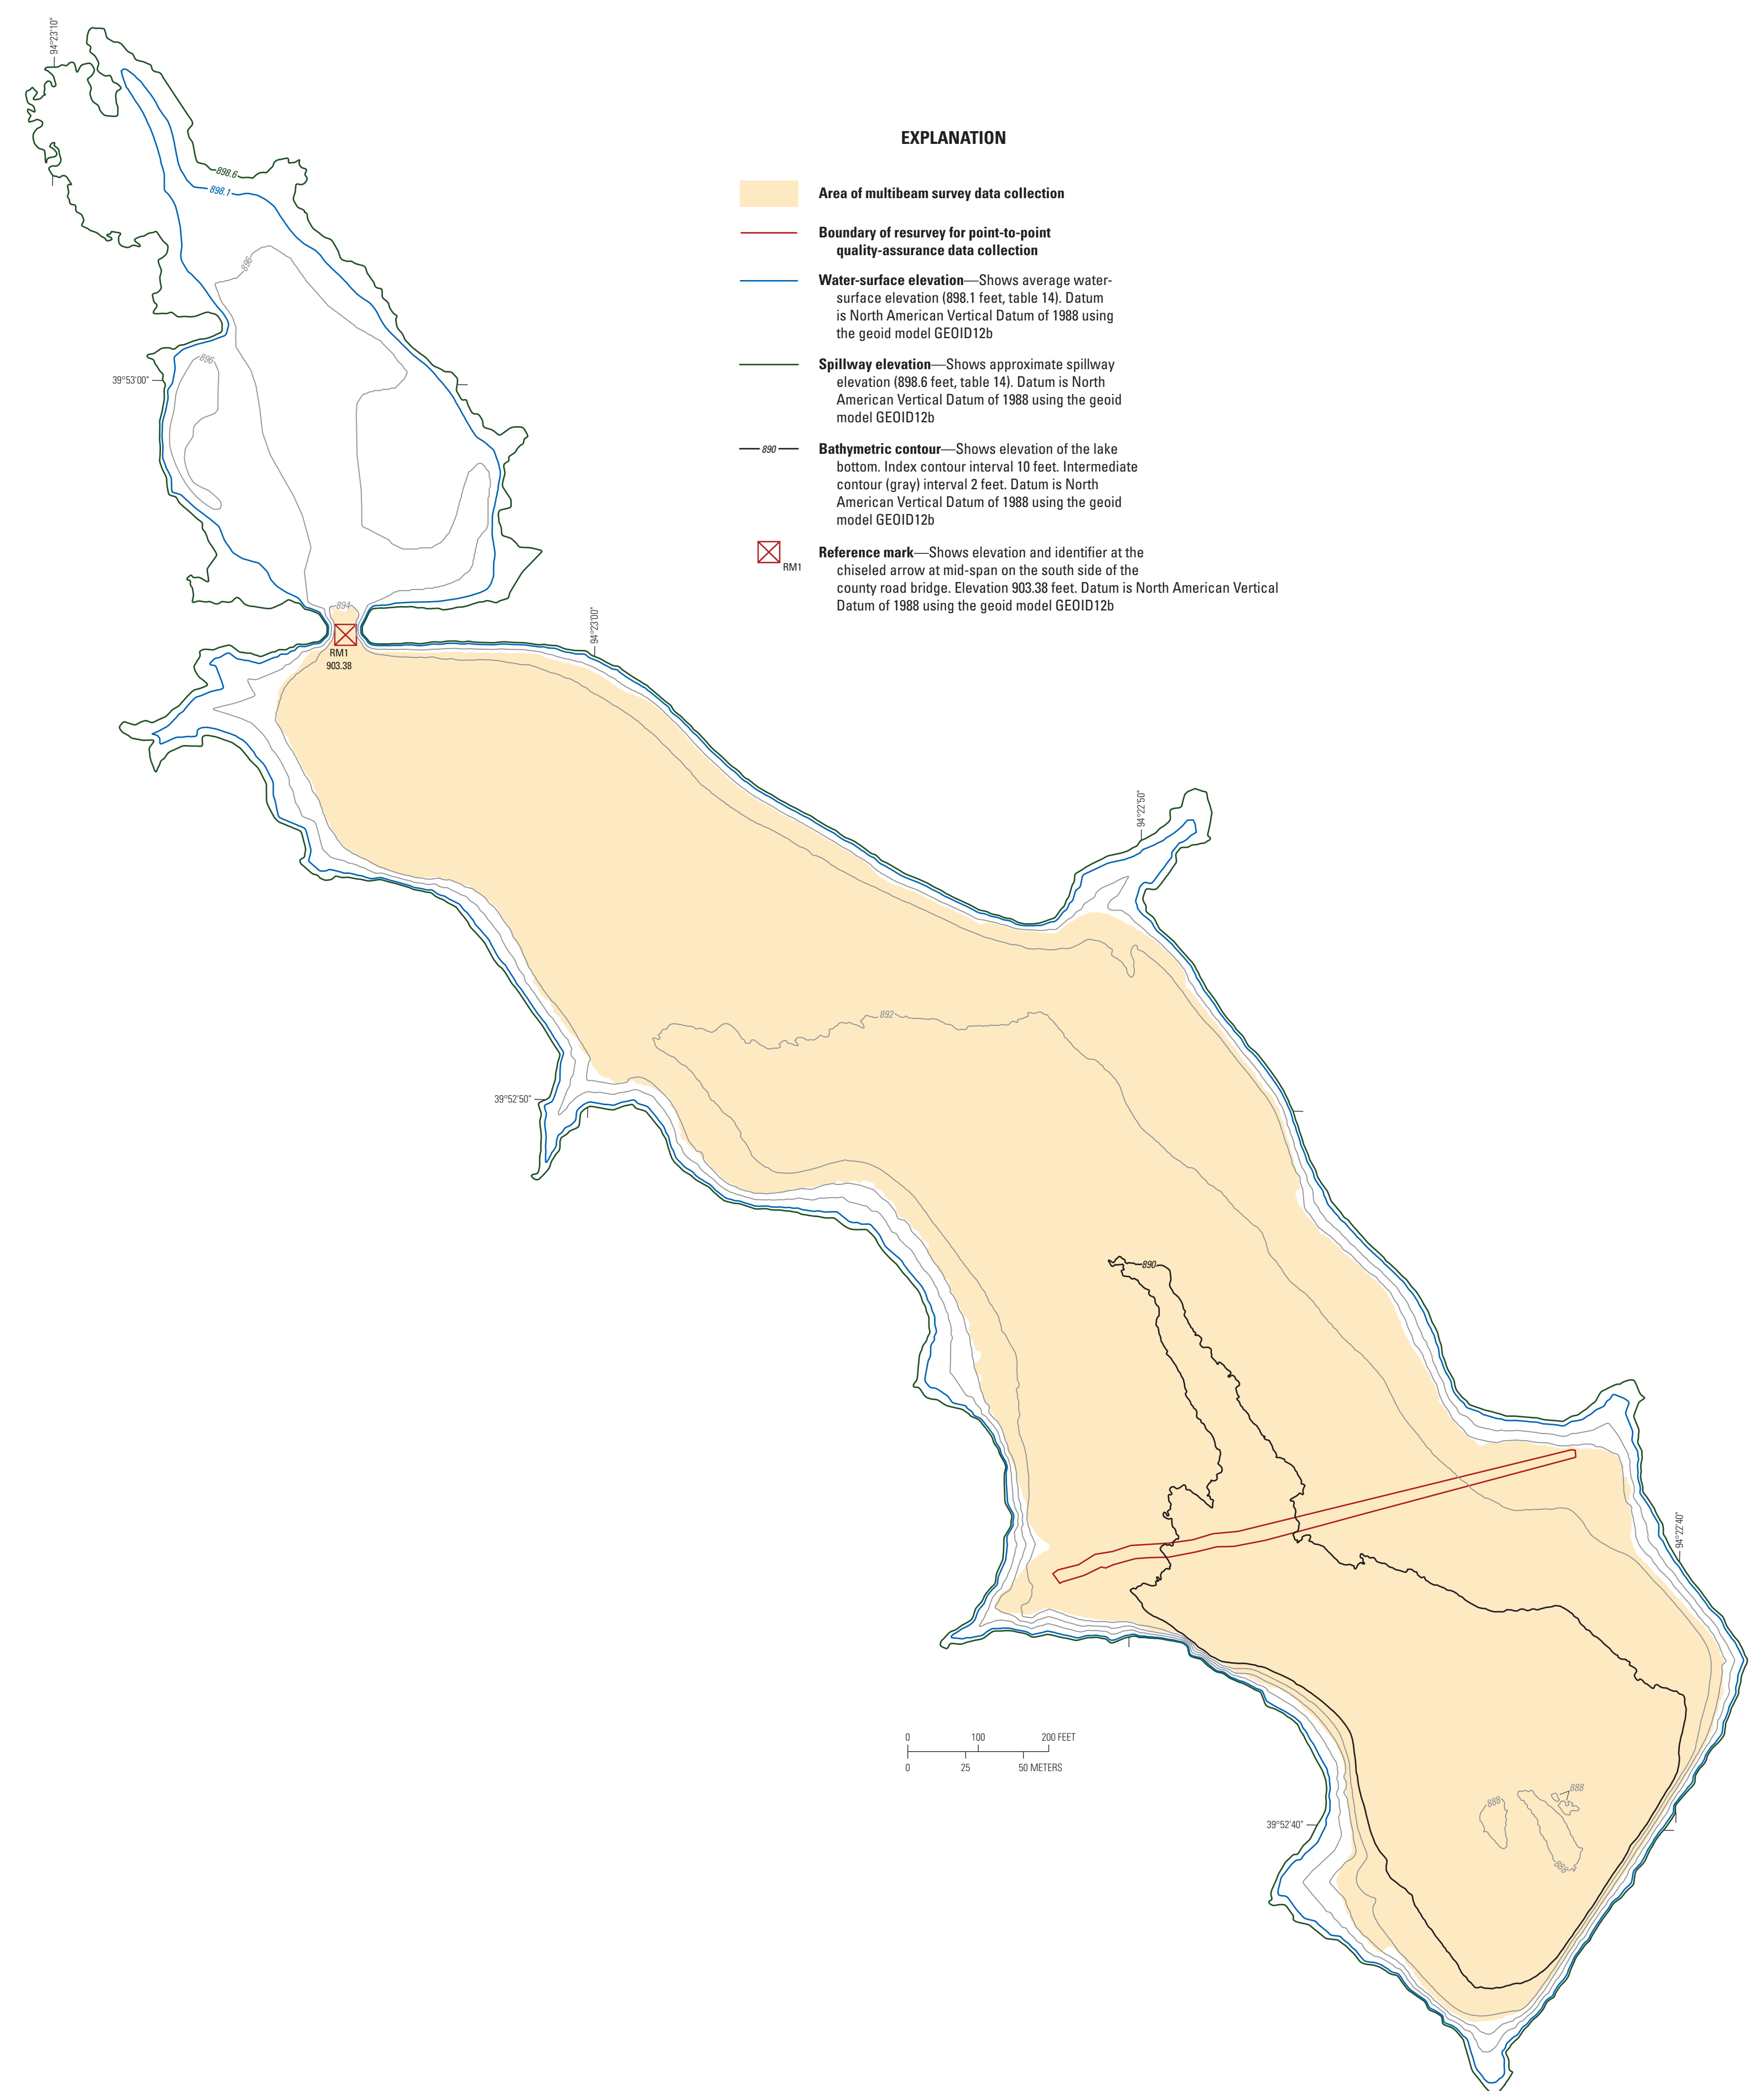 94°23'10"
898.6
898.1
896
896
39°53'00"
894
RM1
903.38
94°23'00"
EXPLANATION
Area of multibeam survey data collection
Boundary of resurvey for point-to-point
quality-assurance data collection
Water-surface elevation—Shows average water-
surface elevation (898.1 feet, table 14). Datum
is North American Vertical Datum of 1988 using
the geoid model GEOID12b
Spillway elevation—Shows approximate spillway
elevation (898.6 feet, table 14). Datum is North
American Vertical Datum of 1988 using the geoid
model GEOID12b
890
Bathymetric contour—Shows elevation of the lake
bottom. Index contour interval 10 feet. Intermediate
contour (gray) interval 2 feet. Datum is North
American Vertical Datum of 1988 using the geoid
model GEOID12b
RM1
Reference mark—Shows elevation and identifier at the
chiseled arrow at mid-span on the south side of the
county road bridge. Elevation 903.38 feet. Datum is North American Vertical
Datum of 1988 using the geoid model GEOID12b
94°22'50"
892
39°52'50"
890
94°22'40"
0 100 200 FEET
0 25 50 METERS
888
888
39°52'40"
888